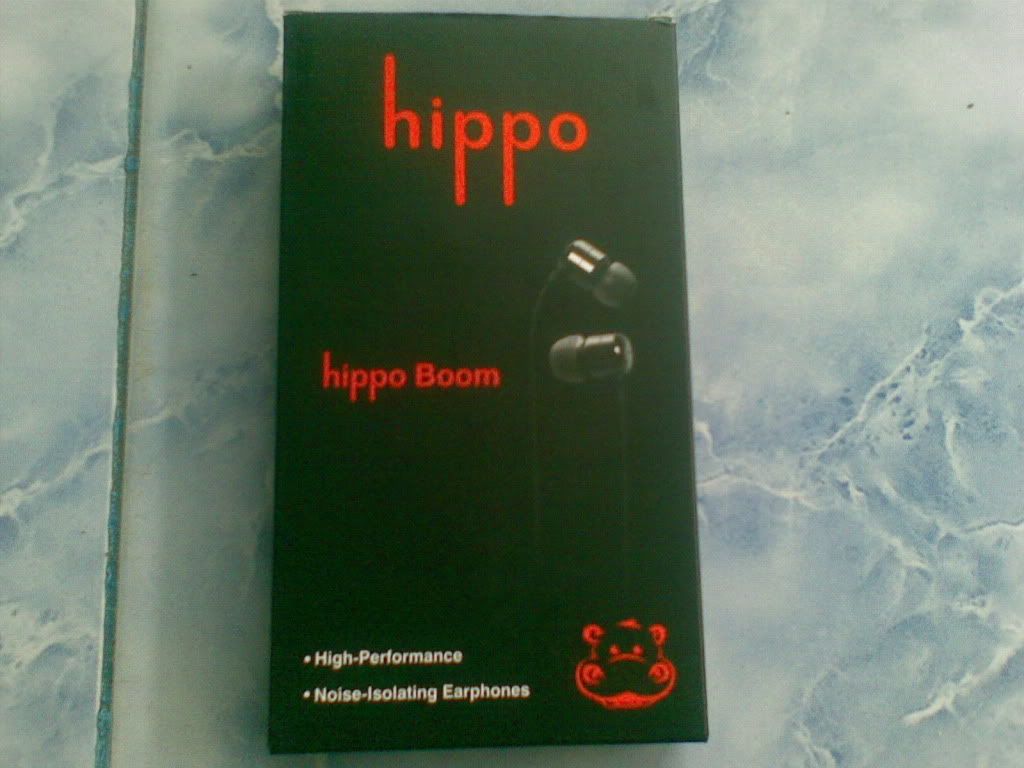 hippo
hippo Boom
• High-Performance
• Noise-Isolating Earphones